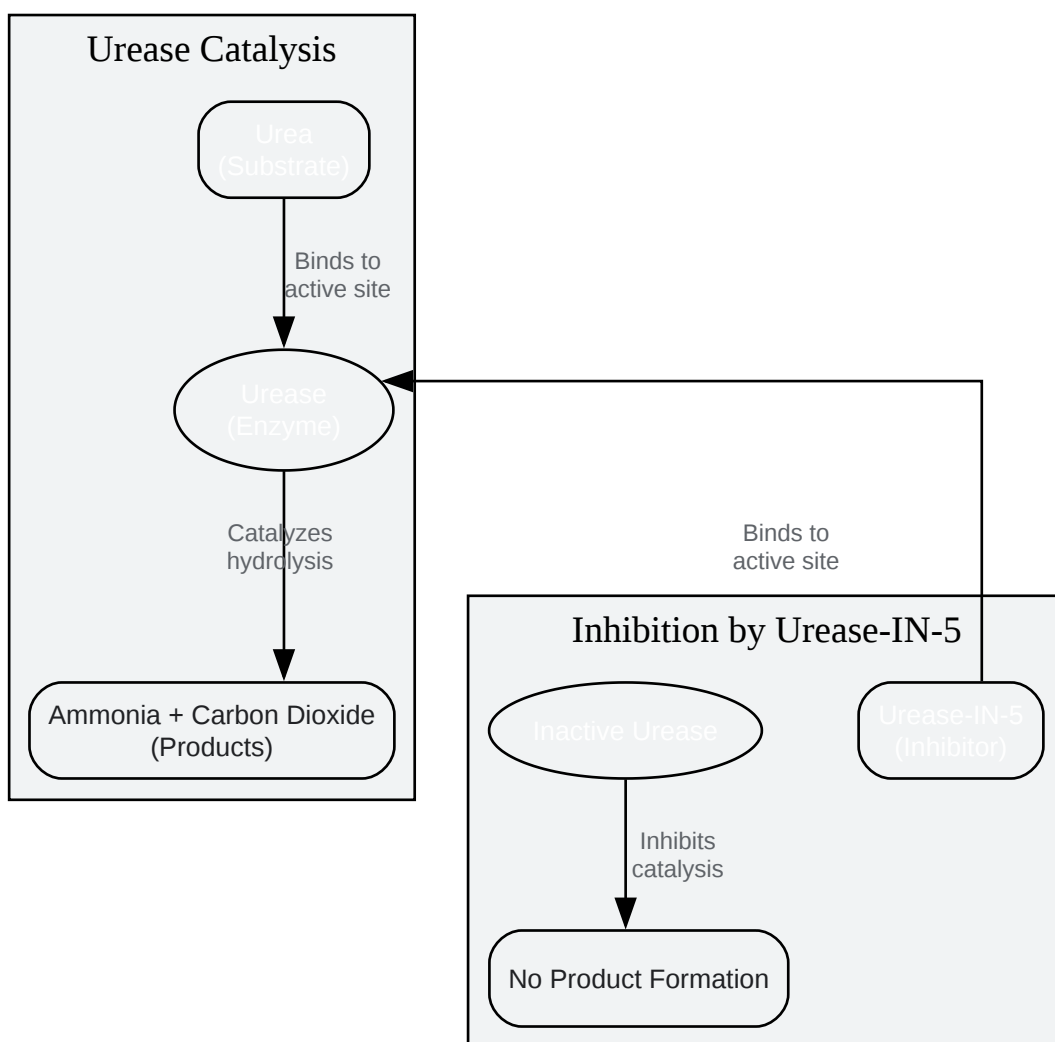 Urease Catalysis
Urea
(Substrate)
Binds to
active site
Urease
(Enzyme)
Catalyzes
hydrolysis
Ammonia + Carbon Dioxide
(Products)
Binds to
active site
Inhibition by Urease-IN-5
Inactive Urease
Urease-IN-5
(Inhibitor)
Inhibits
catalysis
No Product Formation